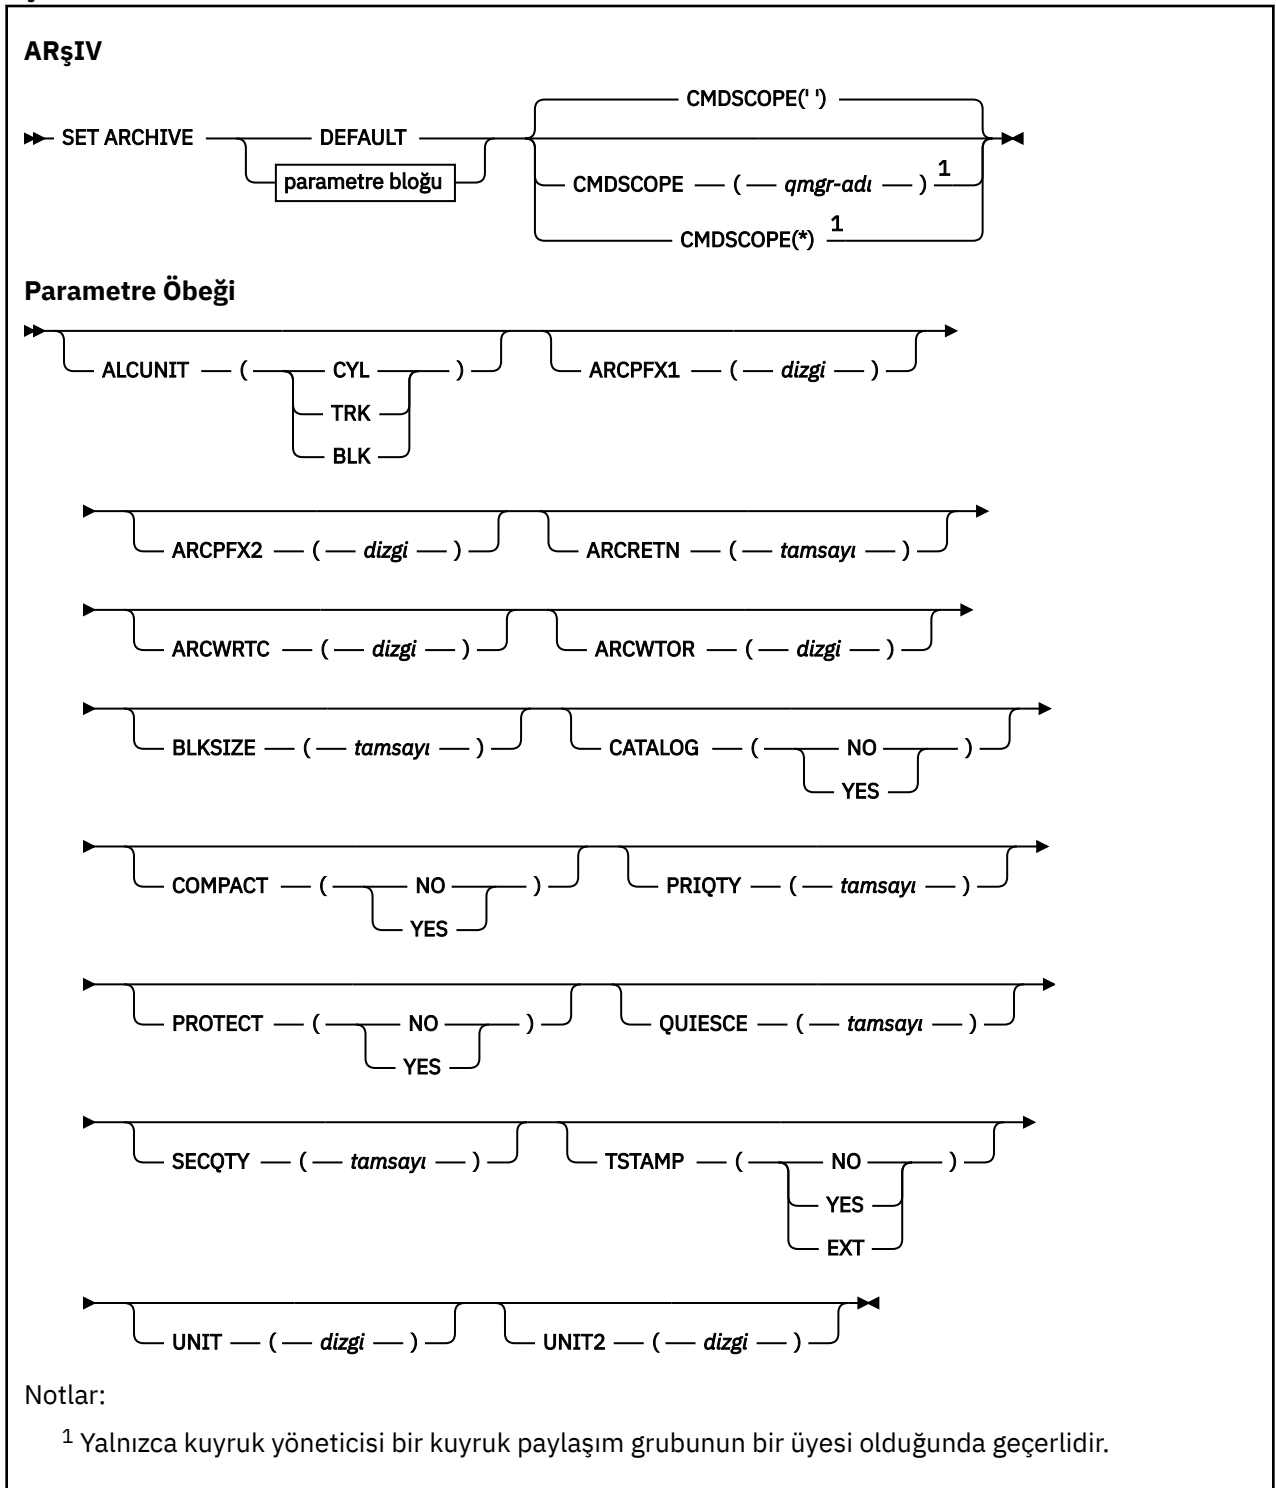 ARşIV
CMDSCOPE(' ')
SET ARCHIVE DEFAULT
parametre bloğu
CMDSCOPE ( qmgr-adı ) 1
CMDSCOPE(*) 1
Parametre Öbeği
ALCUNIT ( CYL ) ARCPFX1 ( dizgi )
TRK
BLK
ARCPFX2 ( dizgi ) ARCRETN ( tamsayı )
ARCWRTC ( dizgi ) ARCWTOR ( dizgi )
BLKSIZE ( tamsayı ) CATALOG ( NO )
YES
COMPACT ( NO ) PRIQTY ( tamsayı )
YES
PROTECT ( NO ) QUIESCE ( tamsayı )
YES
SECQTY ( tamsayı ) TSTAMP ( NO )
YES
EXT
UNIT ( dizgi ) UNIT2 ( dizgi )
Notlar:
1 Yalnızca kuyruk yöneticisi bir kuyruk paylaşım grubunun bir üyesi olduğunda geçerlidir.